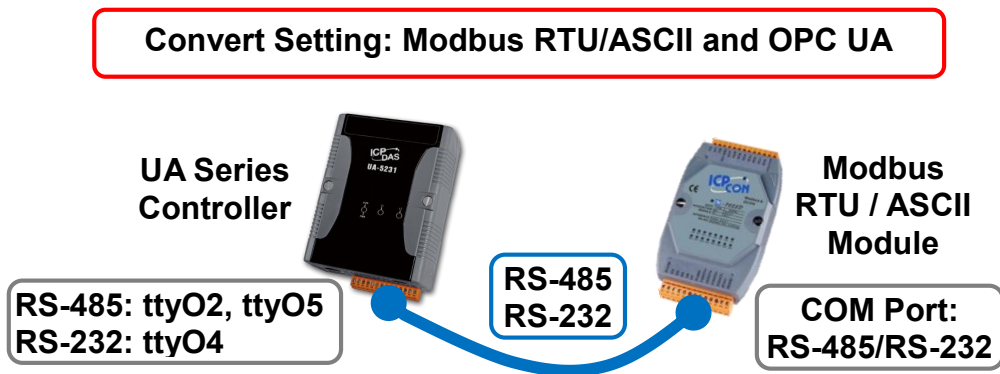 Convert Setting: Modbus RTU/ASCII and OPC UA
UA Series
Controller
ICP DAS
UA-5231
ICP CON
CE
Modbus
RTU / ASCII
Module
RS-485: ttyO2, ttyO5
RS-232: ttyO4
RS-485
RS-232
COM Port:
RS-485/RS-232